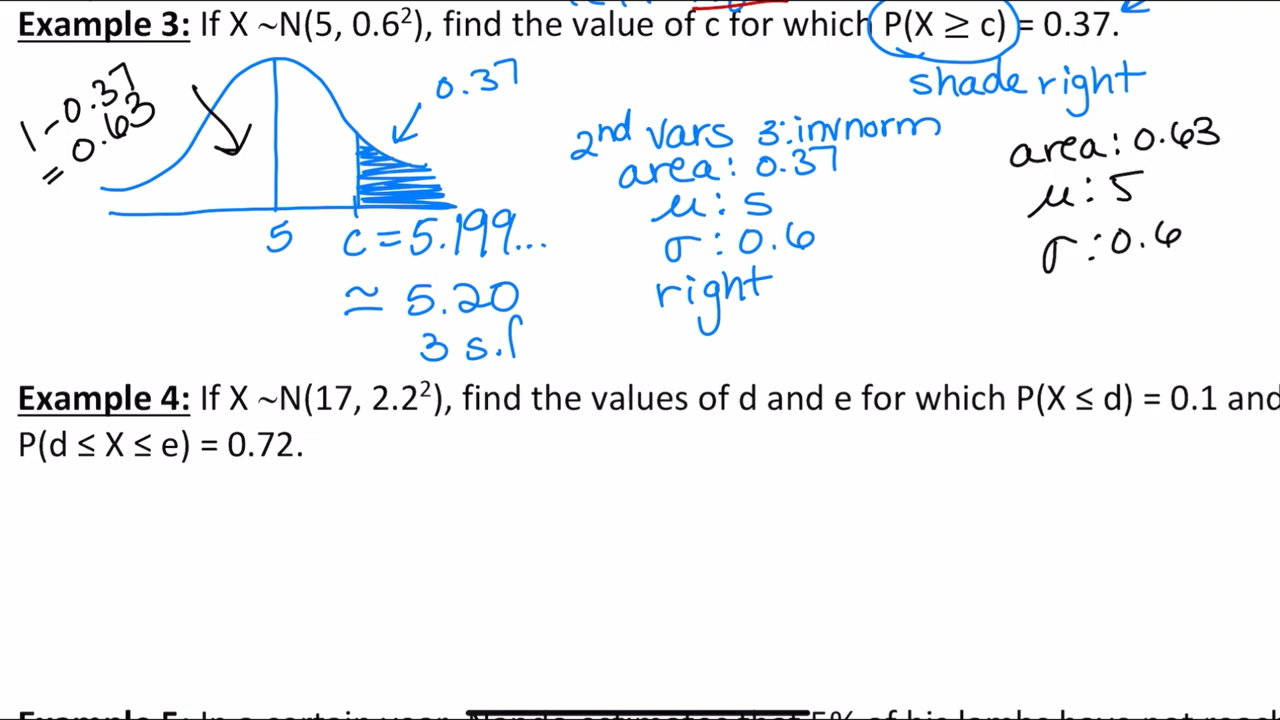 Example 3: If X ~N(5, 0.6²), find the value of c for which P(X ≥ c) = 0.37.
shade right
1 - 0.37
= 0.63
0.37
5
c = 5.199...
≃ 5.20
3 s.f
2nd vars 3:invnorm
area: 0.37
μ: 5
σ: 0.6
right
area: 0.63
μ: 5
σ: 0.6
Example 4: If X ~N(17, 2.2²), find the values of d and e for which P(X ≤ d) = 0.1 and
P(d ≤ X ≤ e) = 0.72.